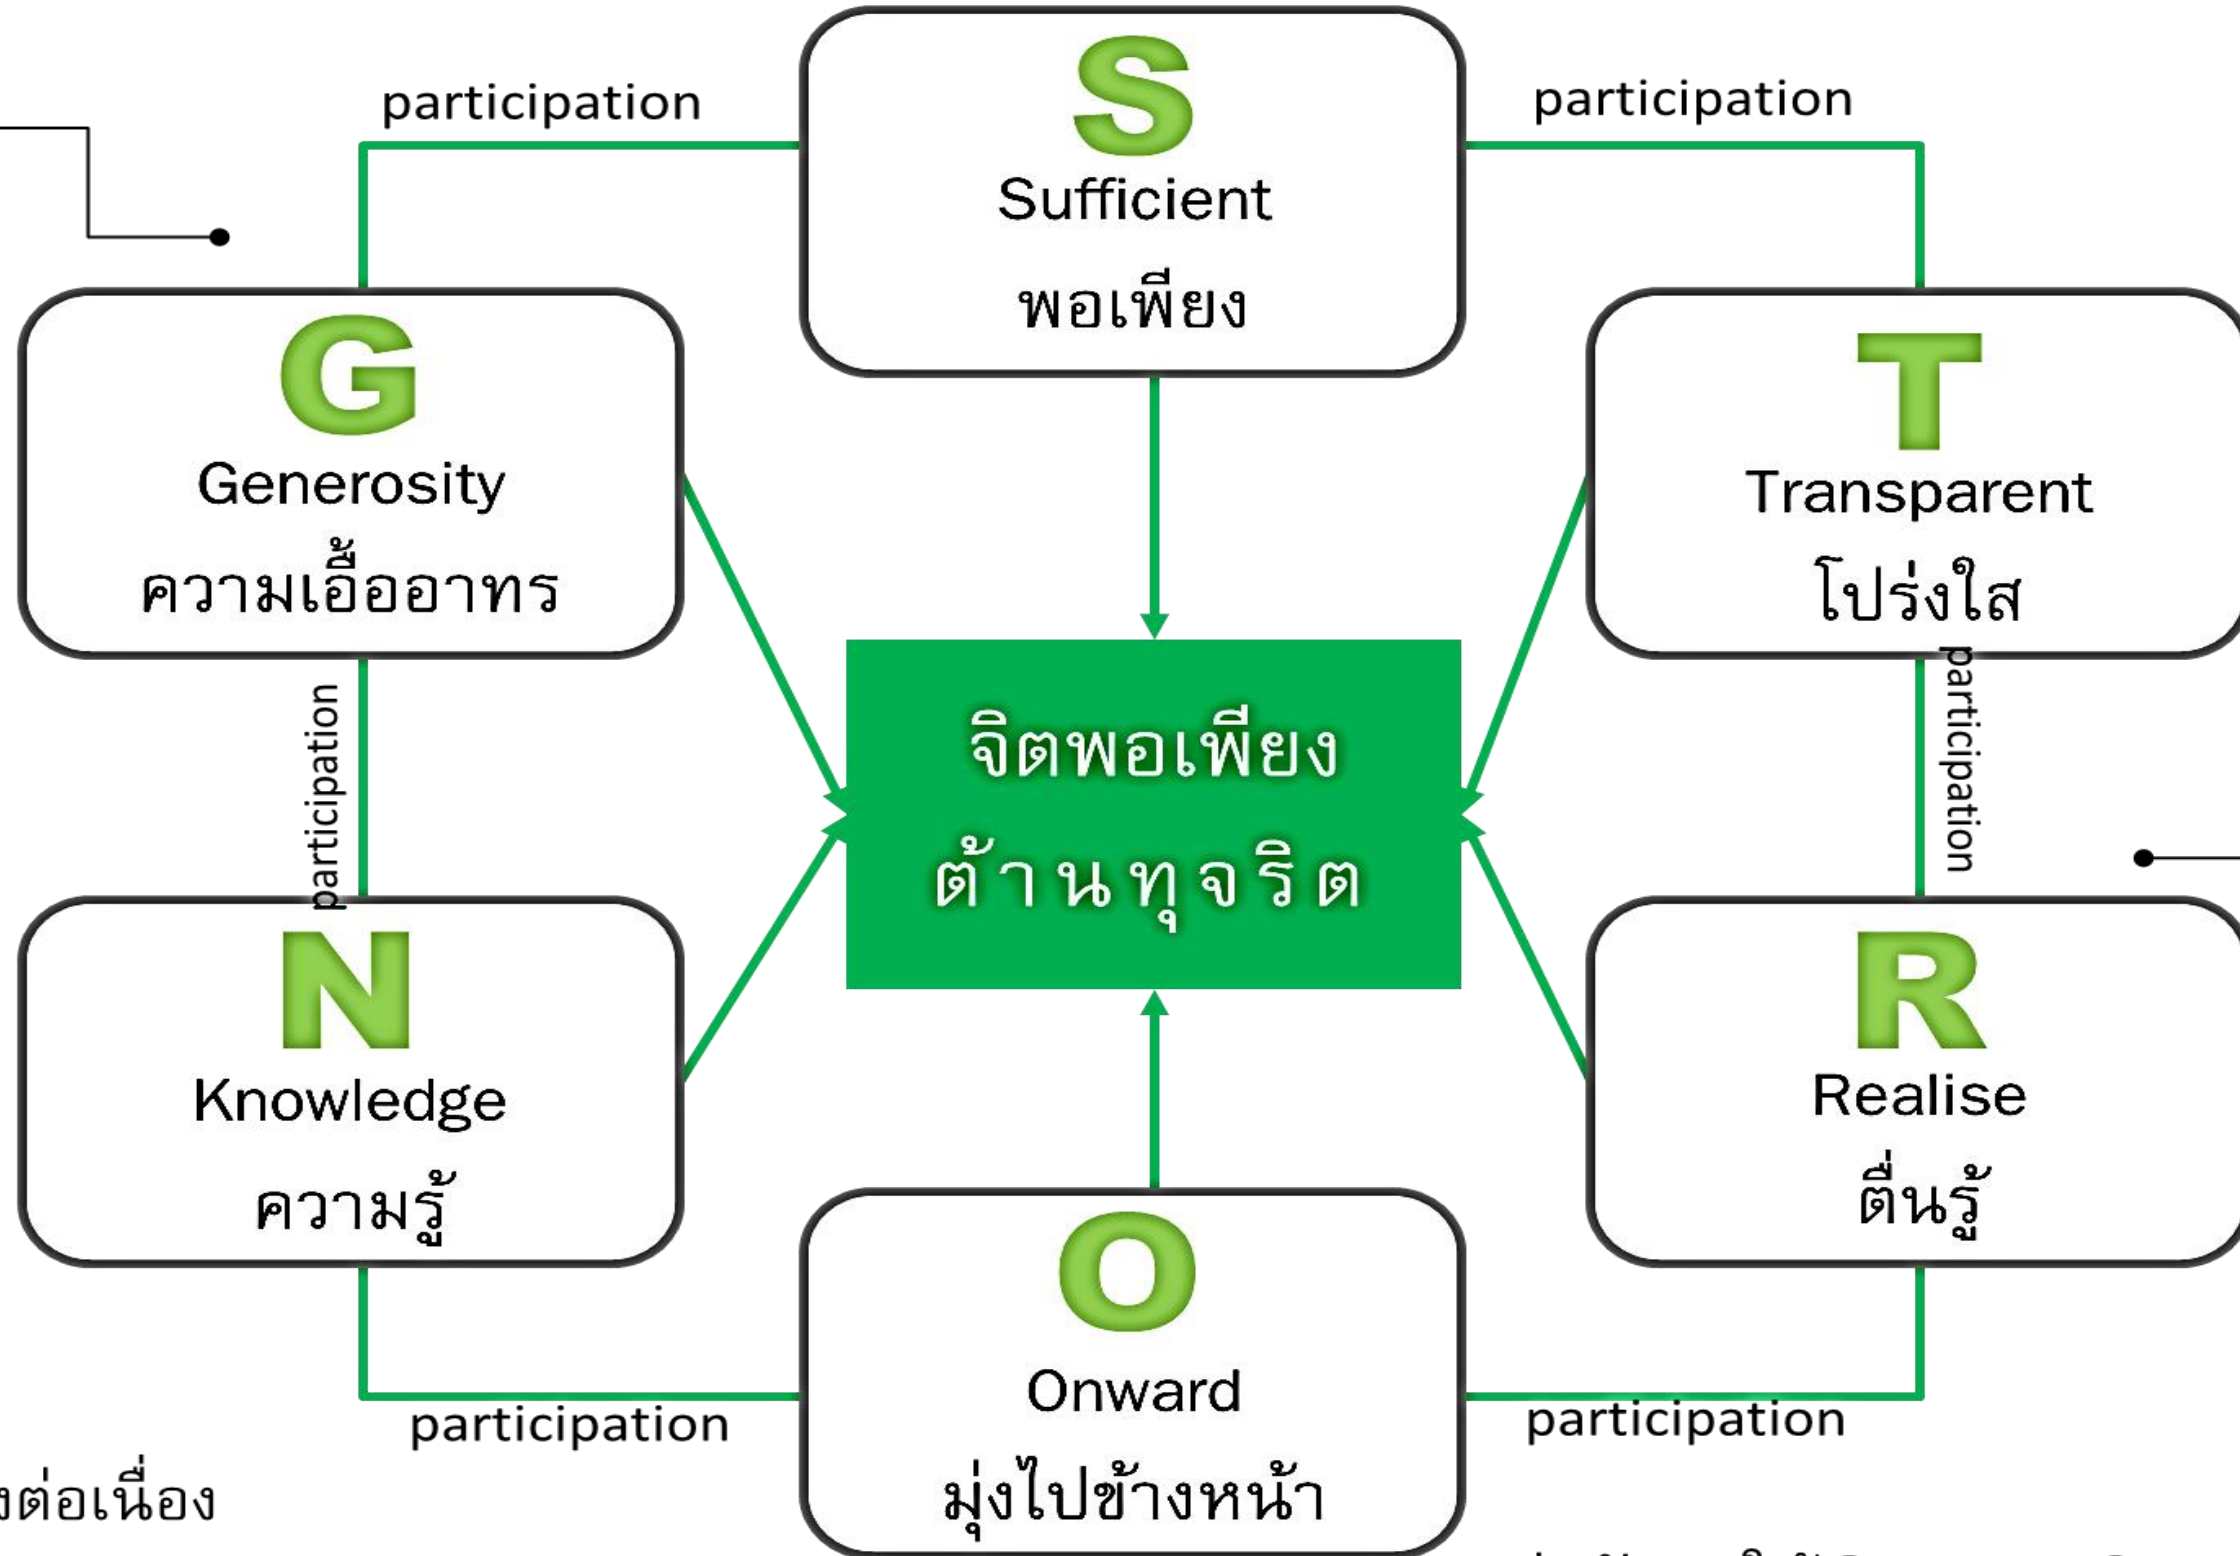 participation
S
Sufficient
พอเพียง
participation
G
Generosity
ความเอื้ออาทร
T
Transparent
โปร่งใส
participation
จิตพอเพียง
ต้านทุจริต
participation
N
Knowledge
ความรู้
R
Realise
ตื่นรู้
participation
O
Onward
มุ่งไปข้างหน้า
participation
งต่อเนื่อง